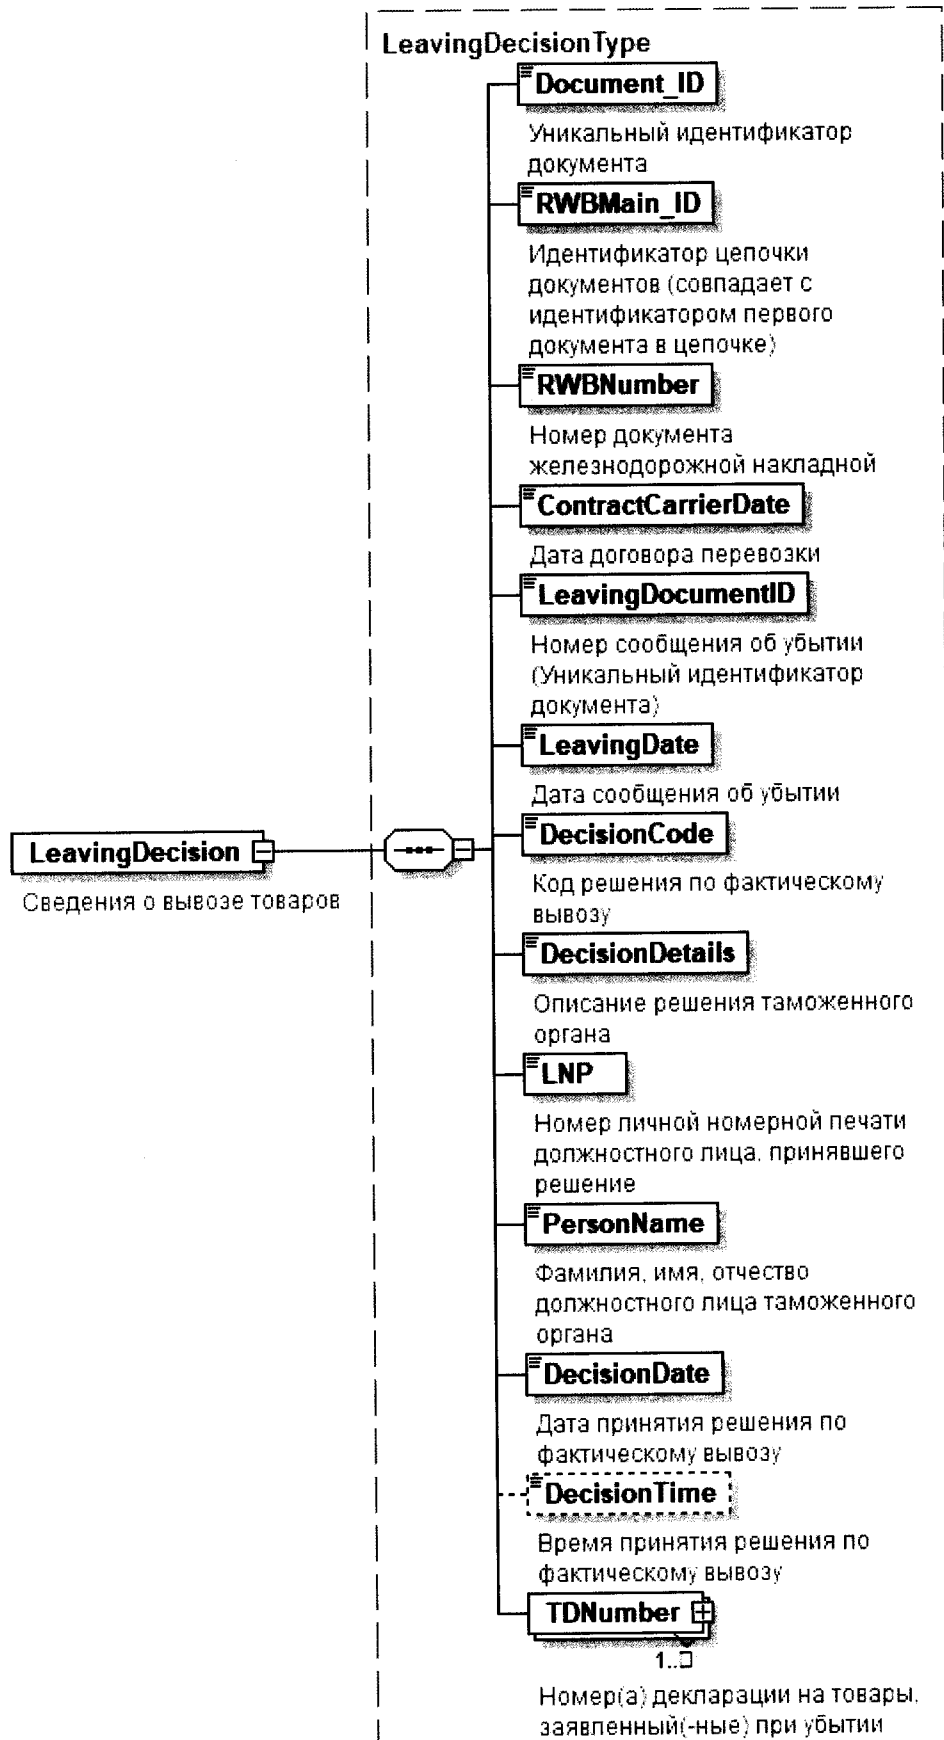 LeavingDecisionType
Document_ID
Уникальный идентификатор
документа
RWBMain_ID
Идентификатор цепочки
документов (совпадает с
идентификатором первого
документа в цепочке)
RWBNumber
Номер документа
железнодорожной накладной
ContractCarrierDate
Дата договора перевозки
LeavingDocumentID
Номер сообщения об убытии
(Уникальный идентификатор
документа)
LeavingDate
Дата сообщения об убытии
LeavingDecision
Сведения о вывозе товаров
DecisionCode
Код решения по фактическому
вывозу
DecisionDetails
Описание решения таможенного
органа
LNP
Номер личной номерной печати
должностного лица, принявшего
решение
PersonName
Фамилия, имя, отчество
должностного лица таможенного
органа
DecisionDate
Дата принятия решения по
фактическому вывозу
DecisionTime
Время принятия решения по
фактическому вывозу
TDNumber
1..
Номер(а) декларации на товары,
заявленный(-ные) при убытии